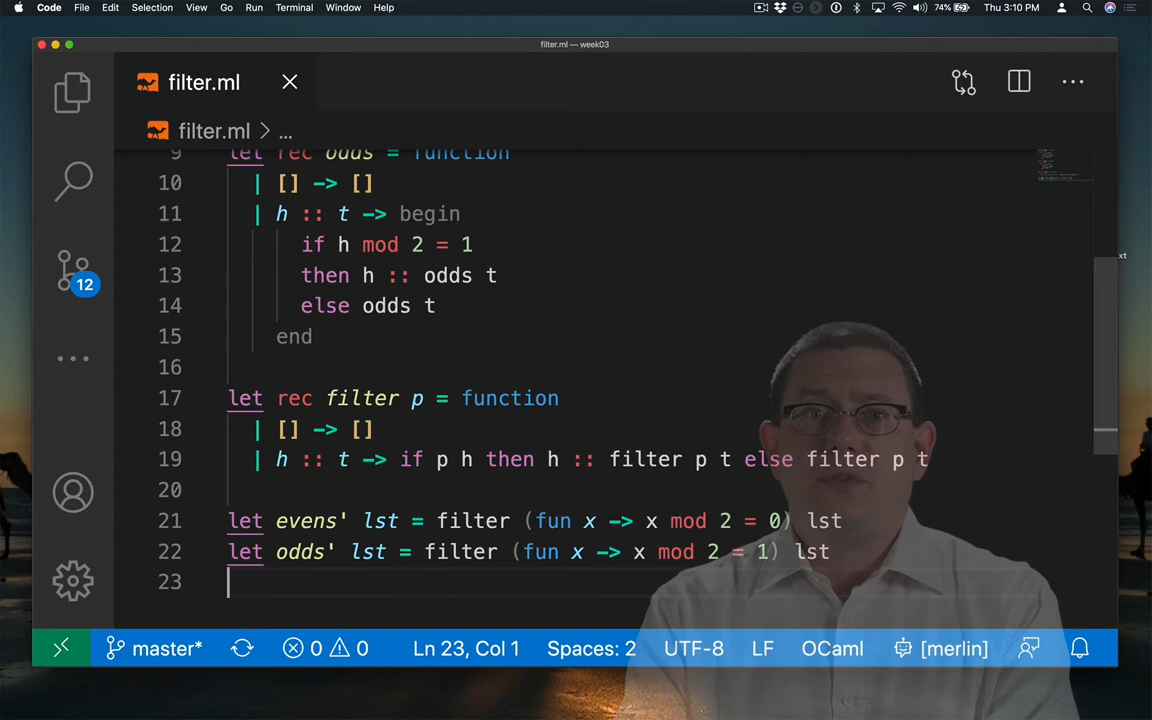 Code File Edit Selection View Go Run Terminal Window Help 74% Thu 3:10 PM
filter.ml — week03
filter.ml
filter.ml > ...
9 let rec odds = function
10 | [] -> []
11 | h :: t -> begin
12 if h mod 2 = 1
13 then h :: odds t
14 else odds t
15 end
16
17 let rec filter p = function
18 | [] -> []
19 | h :: t -> if p h then h :: filter p t else filter p t
20
21 let evens' lst = filter (fun x -> x mod 2 = 0) lst
22 let odds' lst = filter (fun x -> x mod 2 = 1) lst
23
12
xt
master* 0 0 Ln 23, Col 1 Spaces: 2 UTF-8 LF OCaml [merlin]